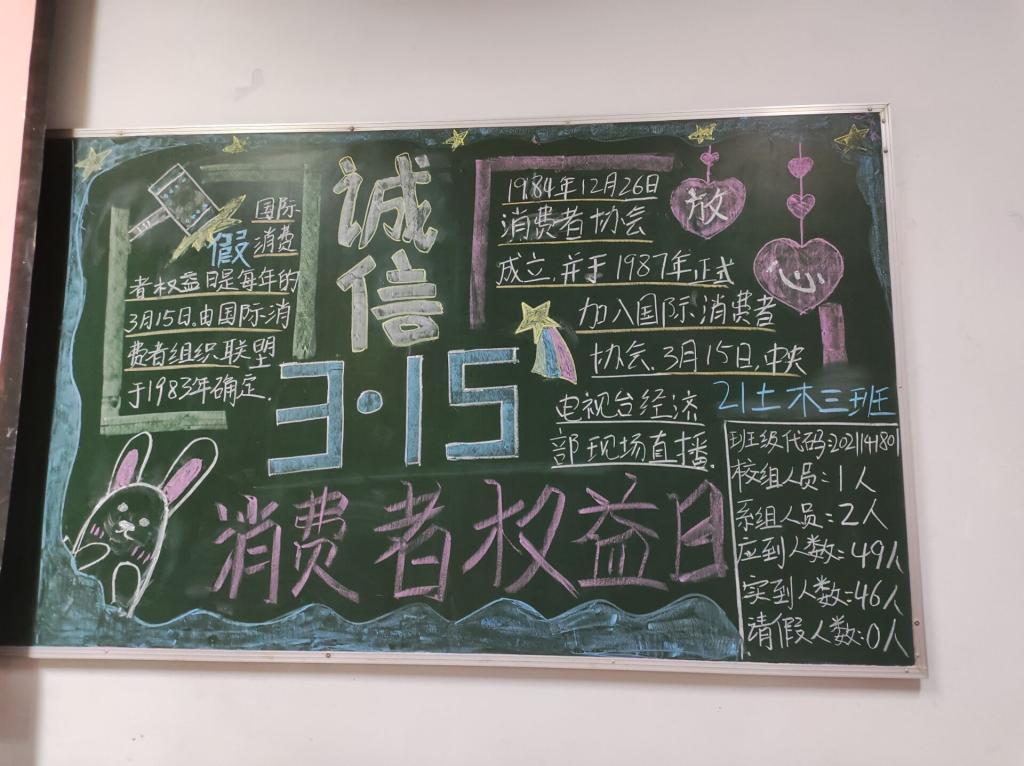 假
国际
消费
者权益日是每年的
3月15日。由国际消
费者组织联盟
于1983年确定.
诚
信
3·15
消费者权益日
1984年12月26日
消费者协会
成立,并于1987年正式
加入国际消费者
协会.3月15日,中央
电视台经济
部现场直播.
放
心
21土木三班
班级代码:2021141801
校组人员:1人
系组人员:2人
应到人数:49人
实到人数:46人
请假人数:0人